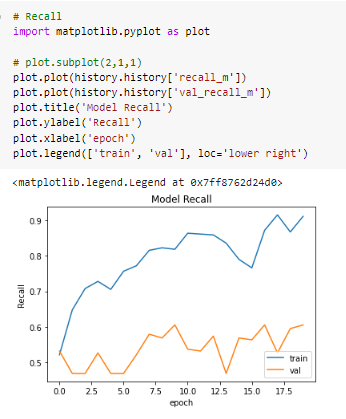 # Recall
import matplotlib.pyplot as plot
# plot.subplot(2,1,1)
plot.plot(history.history['recall_m'])
plot.plot(history.history['val_recall_m'])
plot.title('Model Recall')
plot.ylabel('Recall')
plot.xlabel('epoch')
plot.legend(['train', 'val'], loc='lower right')
<matplotlib.legend.Legend at 0x7ff8762d24d0>
Model Recall
0.9
0.8
0.7
0.6
0.5
Recall
train
val
0.0 2.5 5.0 7.5 10.0 12.5 15.0 17.5
epoch